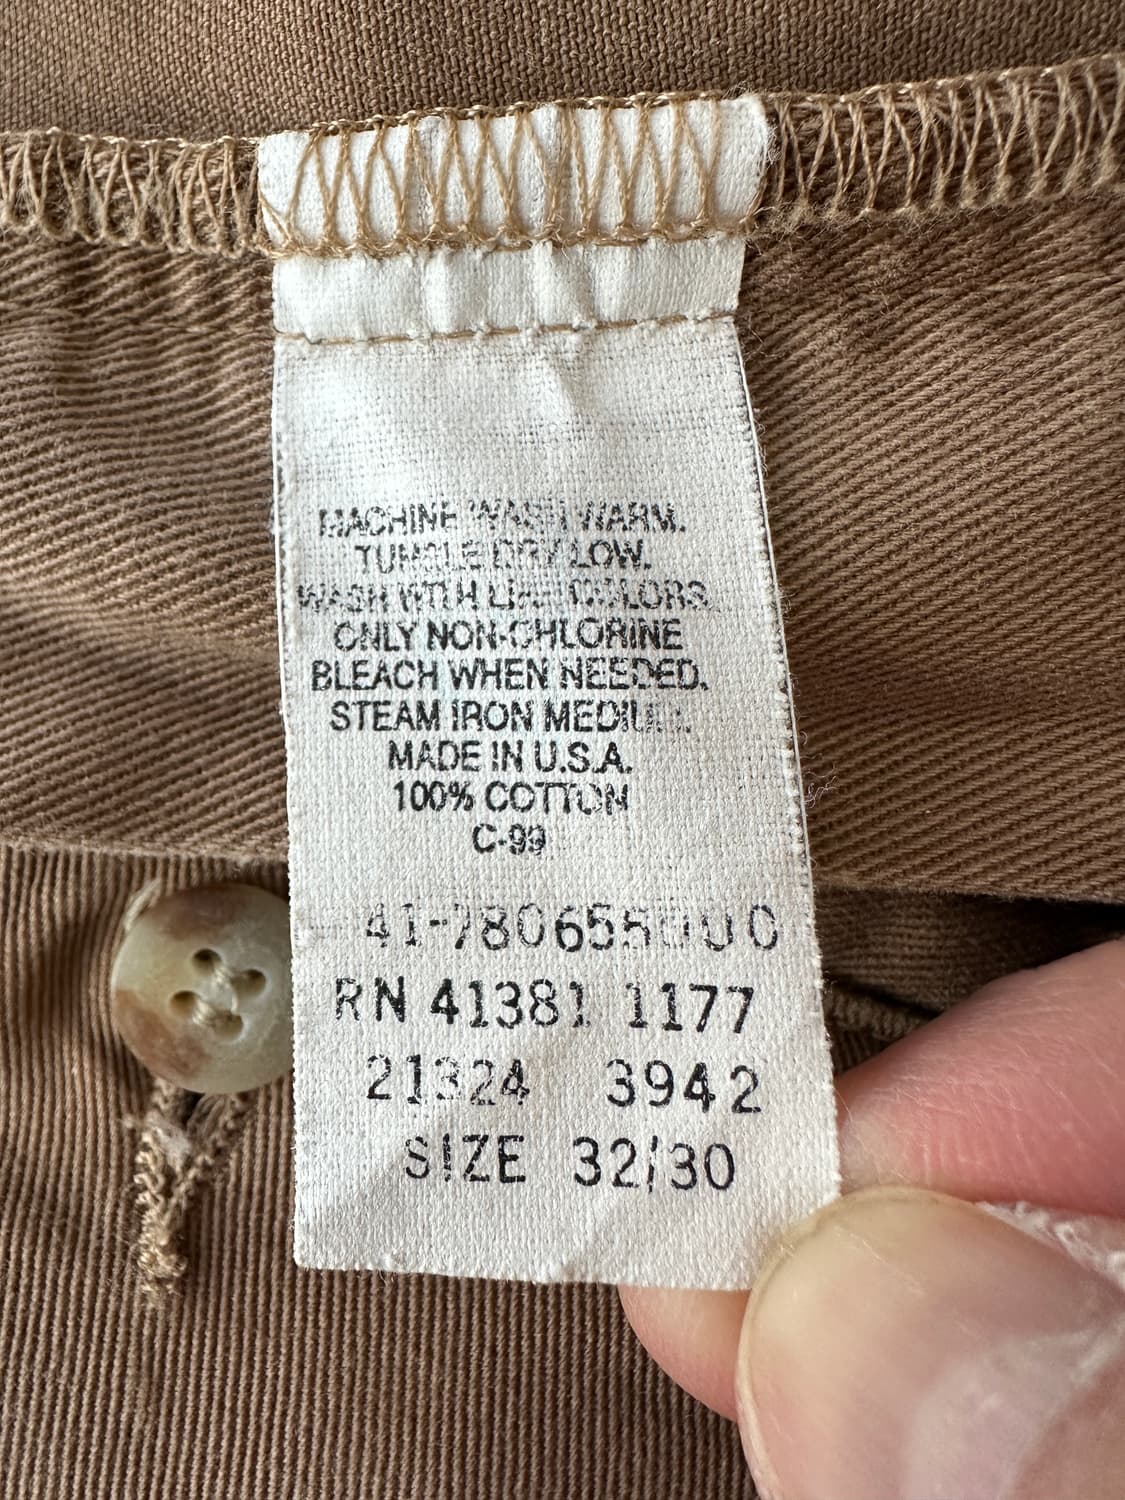 MACHINE WASH WARM.
TUMBLE DRY LOW.
WASH WITH LIKE COLORS.
ONLY NON-CHLORINE
BLEACH WHEN NEEDED.
STEAM IRON MEDIUM.
MADE IN U.S.A.
100% COTTON
C-99
RN 41381 1177
21324 3942
SIZE 32/30